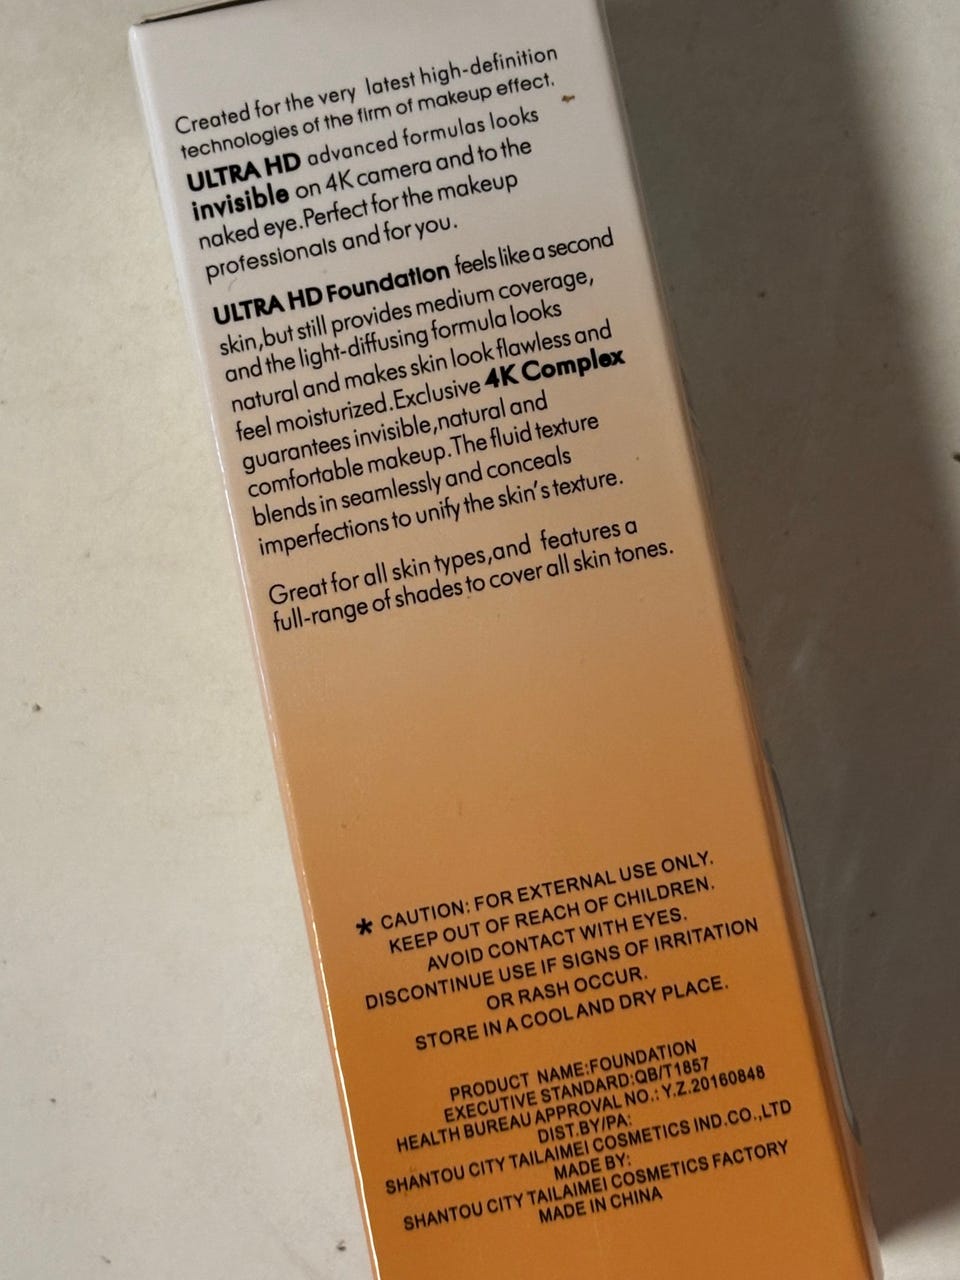 Created for the very latest high-definition
technologies of the firm of makeup effect.
ULTRA HD advanced formulas looks
invisible on 4K camera and to the
naked eye.Perfect for the makeup
professionals and for you.
ULTRA HD Foundation feels like a second
skin,but still provides medium coverage,
and the light-diffusing formula looks
natural and makes skin look flawless and
feel moisturized.Exclusive 4K Complex
guarantees invisible,natural and
comfortable makeup.The fluid texture
blends in seamlessly and conceals
imperfections to unify the skin's texture.
Great for all skin types,and features a
full-range of shades to cover all skin tones.
* CAUTION: FOR EXTERNAL USE ONLY.
KEEP OUT OF REACH OF CHILDREN.
AVOID CONTACT WITH EYES.
DISCONTINUE USE IF SIGNS OF IRRITATION
OR RASH OCCUR.
STORE IN A COOL AND DRY PLACE.
PRODUCT NAME:FOUNDATION
EXECUTIVE STANDARD:QB/T1857
HEALTH BUREAU APPROVAL NO.: Y.Z.20160848
DIST.BY/PA:
SHANTOU CITY TAILAIMEI COSMETICS IND.CO.,LTD
MADE BY:
SHANTOU CITY TAILAIMEI COSMETICS FACTORY
MADE IN CHINA